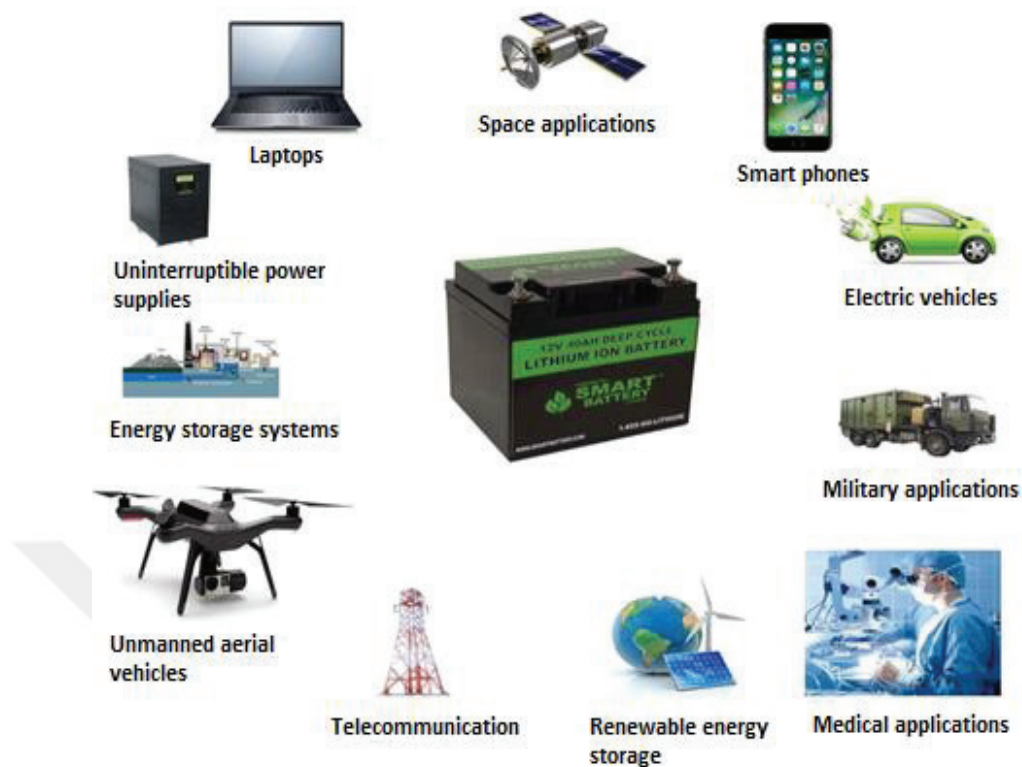 Laptops
Space applications
Smart phones
Uninterruptible power
supplies
Electric vehicles
12V 40AH DEEP CYCLE
LITHIUM ION BATTERY
SMART
BATTERY
Energy storage systems
Military applications
Unmanned aerial
vehicles
Telecommunication
Renewable energy
storage
Medical applications